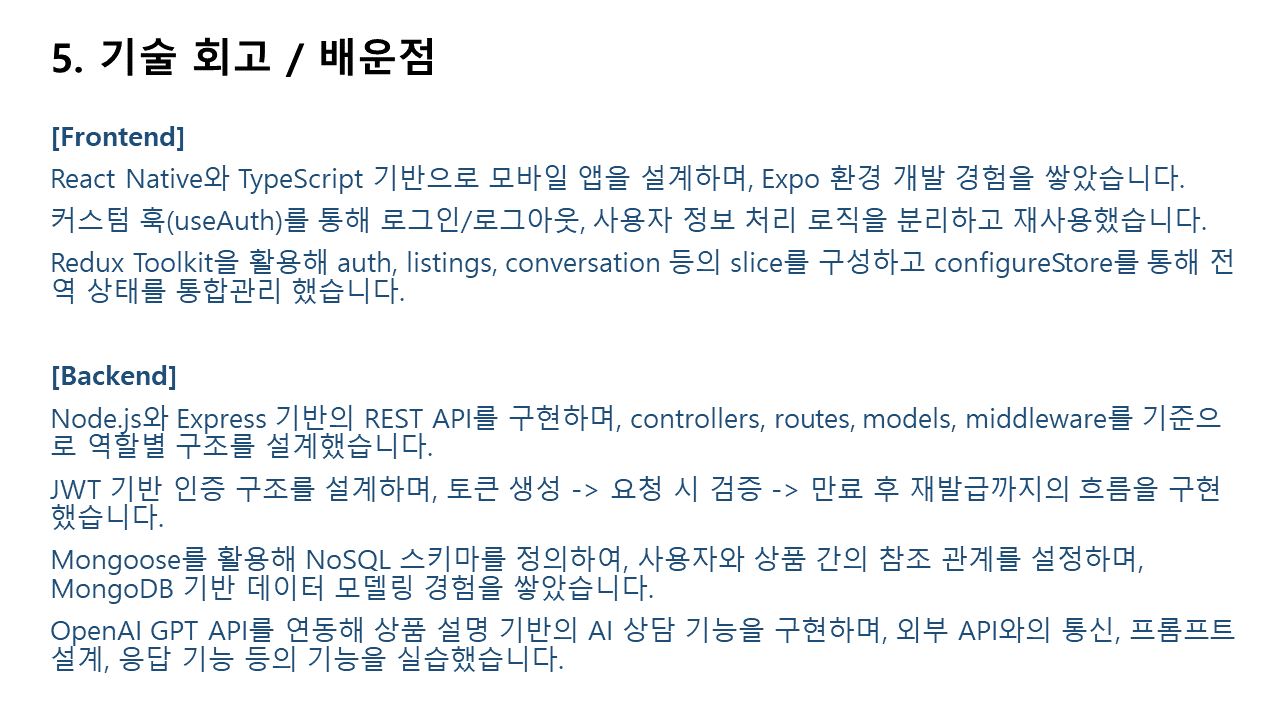 5. 기술 회고 / 배운점
[Frontend]
React Native와 TypeScript 기반으로 모바일 앱을 설계하며, Expo 환경 개발 경험을 쌓았습니다.
커스텀 훅(useAuth)를 통해 로그인/로그아웃, 사용자 정보 처리 로직을 분리하고 재사용했습니다.
Redux Toolkit을 활용해 auth, listings, conversation 등의 slice를 구성하고 configureStore를 통해 전
역 상태를 통합관리 했습니다.
[Backend]
Node.js와 Express 기반의 REST API를 구현하며, controllers, routes, models, middleware를 기준으
로 역할별 구조를 설계했습니다.
JWT 기반 인증 구조를 설계하며, 토큰 생성 -> 요청 시 검증 -> 만료 후 재발급까지의 흐름을 구현
했습니다.
Mongoose를 활용해 NoSQL 스키마를 정의하여, 사용자와 상품 간의 참조 관계를 설정하며,
MongoDB 기반 데이터 모델링 경험을 쌓았습니다.
OpenAI GPT API를 연동해 상품 설명 기반의 AI 상담 기능을 구현하며, 외부 API와의 통신, 프롬프트
설계, 응답 기능 등의 기능을 실습했습니다.